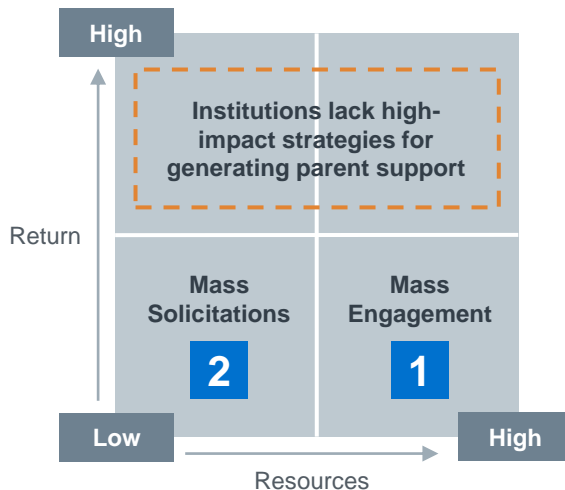 High
Institutions lack high-
impact strategies for
generating parent support
Return
Mass
Solicitations
2
Mass
Engagement
1
Low
High
Resources